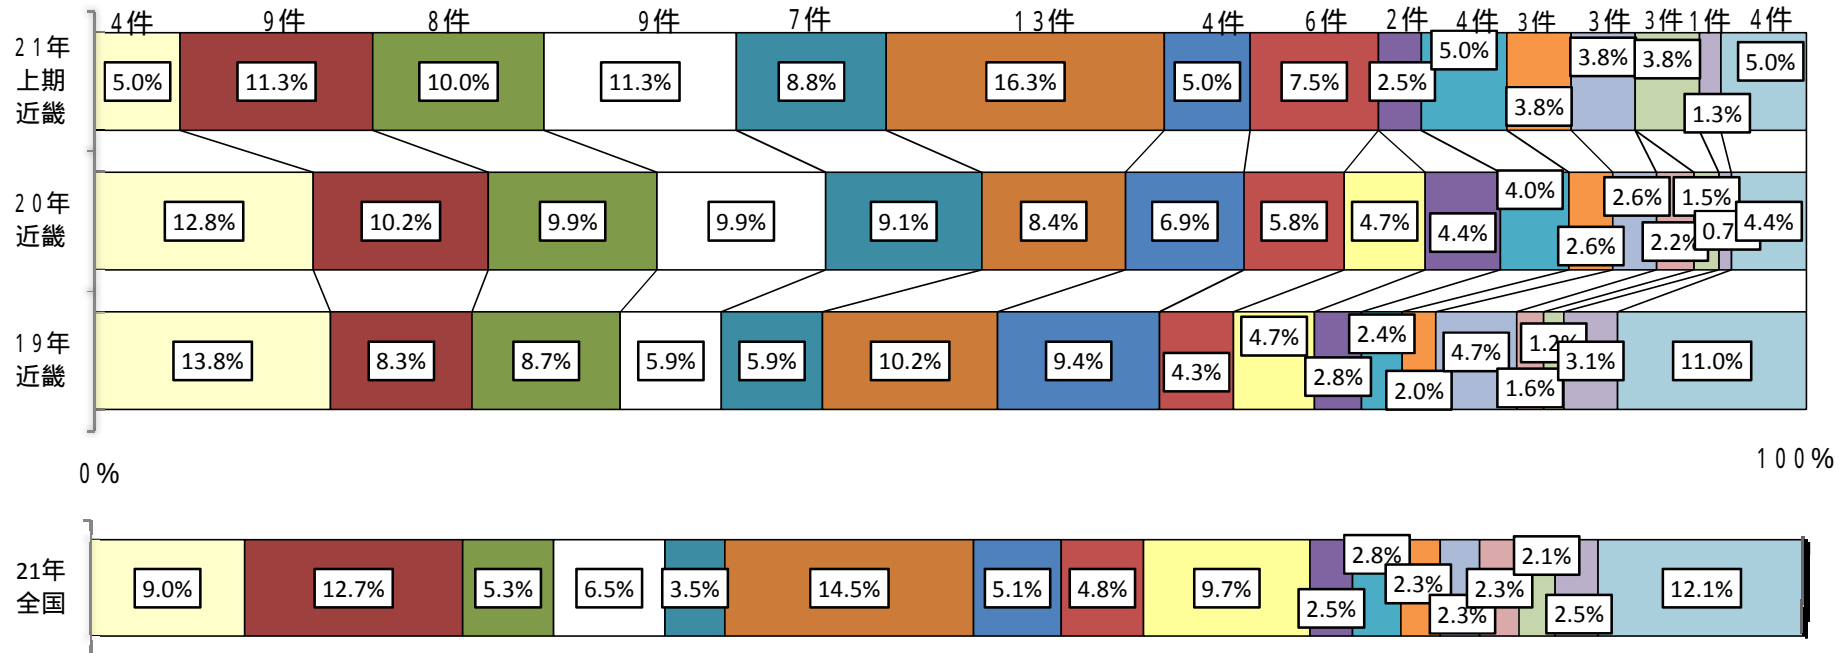 4件 9件 8件 9件 7件 13件 4件 6件 2件 4件 3件 3件 3件 1件 4件
21年
上期
近畿
5.0% 11.3% 10.0% 11.3% 8.8% 16.3% 5.0% 7.5% 2.5% 5.0% 3.8% 3.8% 3.8% 1.3% 5.0%
20年
近畿
12.8% 10.2% 9.9% 9.9% 9.1% 8.4% 6.9% 5.8% 4.7% 4.4% 4.0% 2.6% 2.6% 2.2% 1.5% 0.7 4.4%
19年
近畿
13.8% 8.3% 8.7% 5.9% 5.9% 10.2% 9.4% 4.3% 4.7% 2.8% 2.4% 2.0% 4.7% 1.6% 1.2% 3.1% 11.0%
0% 100%
21年
全国
9.0% 12.7% 5.3% 6.5% 3.5% 14.5% 5.1% 4.8% 9.7% 2.5% 2.8% 2.3% 2.3% 2.3% 2.1% 2.5% 12.1%